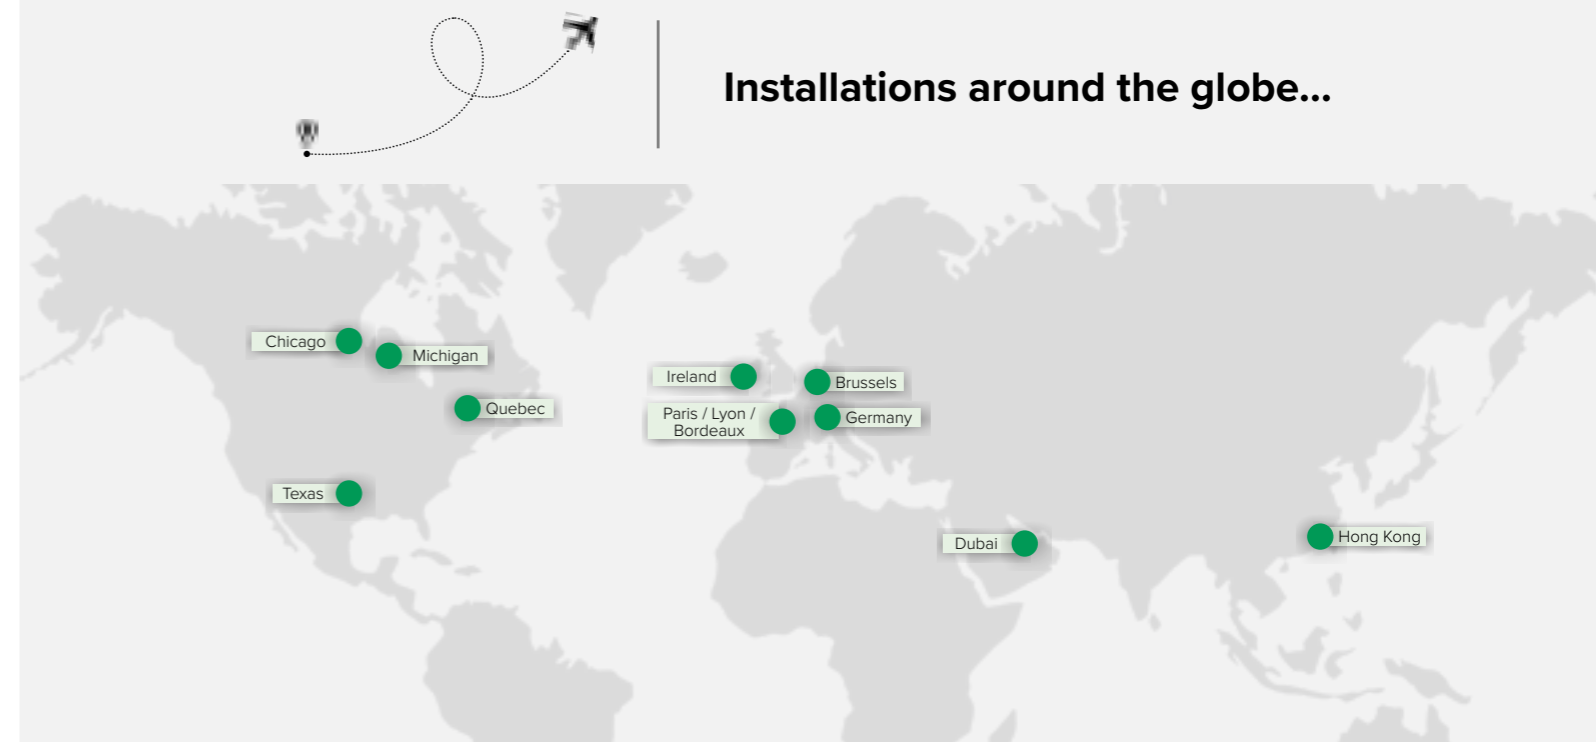 Installations around the globe...
Chicago
Michigan
Quebec
Texas
Ireland
Brussels
Paris / Lyon /
Bordeaux
Germany
Dubai
Hong Kong